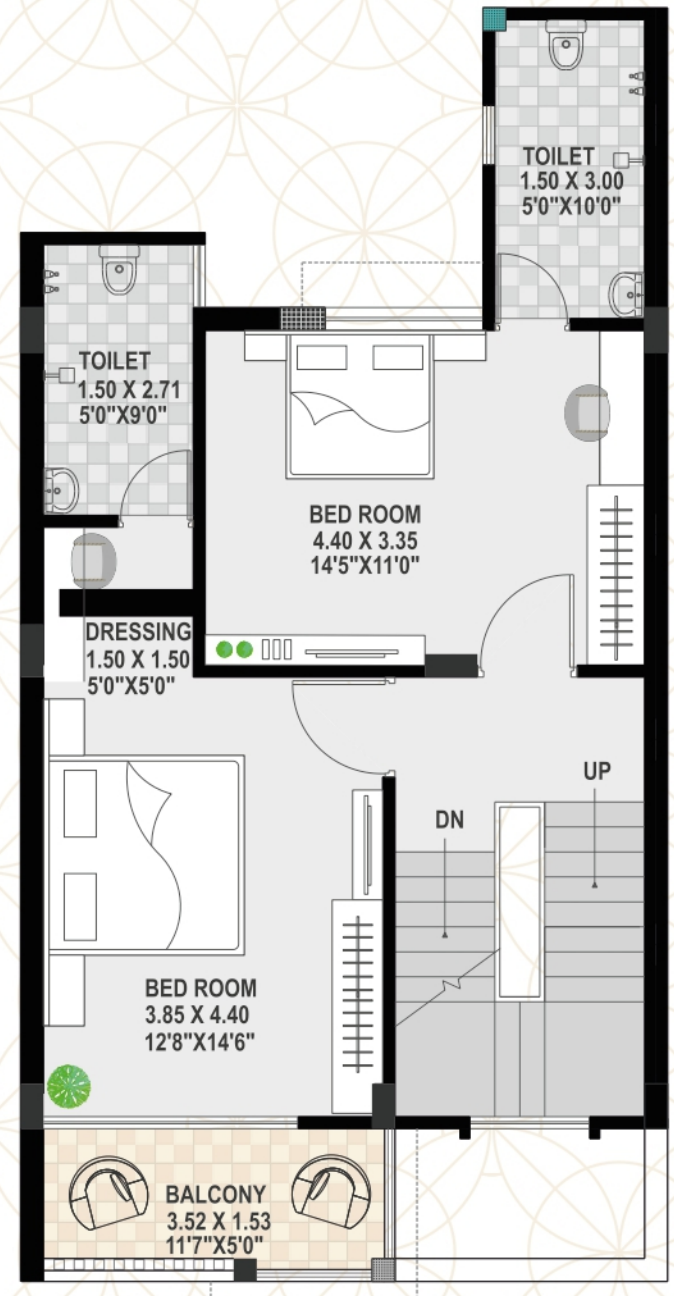 TOILET
1.50 X 3.00
5'0"X10'0"
TOILET
1.50 X 2.71
5'0"X9'0"
BED ROOM
4.40 X 3.35
14'5"X11'0"
DRESSING
1.50 X 1.50
5'0"X5'0"
UP
DN
BED ROOM
3.85 X 4.40
12'8"X14'6"
BALCONY
3.52 X 1.53
11'7"X5'0"